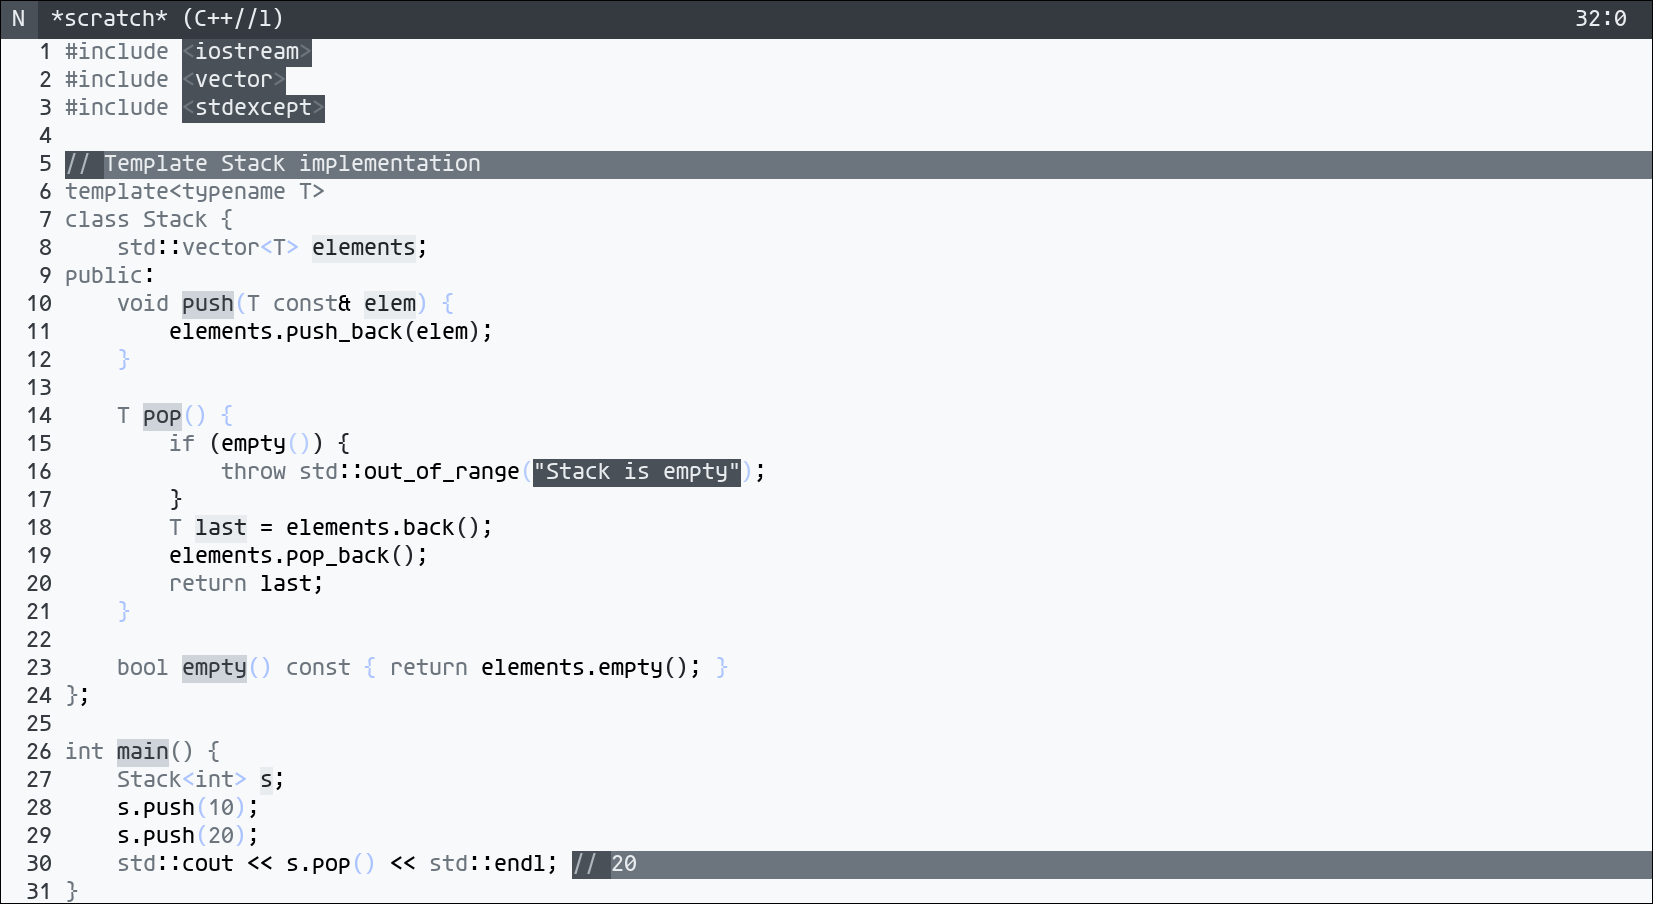 N *scratch* (C++//l) 32:0
1 #include <iostream>
2 #include <vector>
3 #include <stdexcept>
4
5 // Template Stack implementation
6 template<typename T>
7 class Stack {
8     std::vector<T> elements;
9 public:
10     void push(T const& elem) {
11         elements.push_back(elem);
12     }
13
14     T pop() {
15         if (empty()) {
16             throw std::out_of_range("Stack is empty");
17         }
18         T last = elements.back();
19         elements.pop_back();
20         return last;
21     }
22
23     bool empty() const { return elements.empty(); }
24 };
25
26 int main() {
27     Stack<int> s;
28     s.push(10);
29     s.push(20);
30     std::cout << s.pop() << std::endl; // 20
31 }